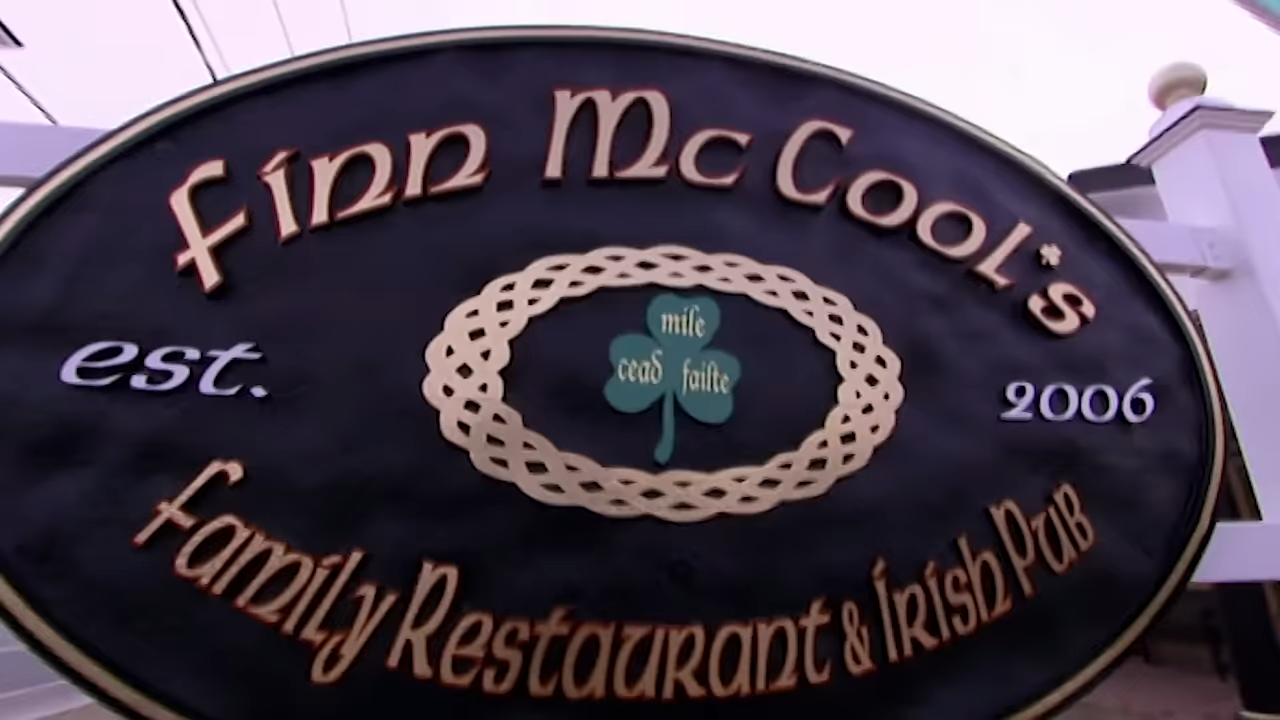 Finn McCool's
est.
2006
mile
cead failte
Family Restaurant & Irish Pub